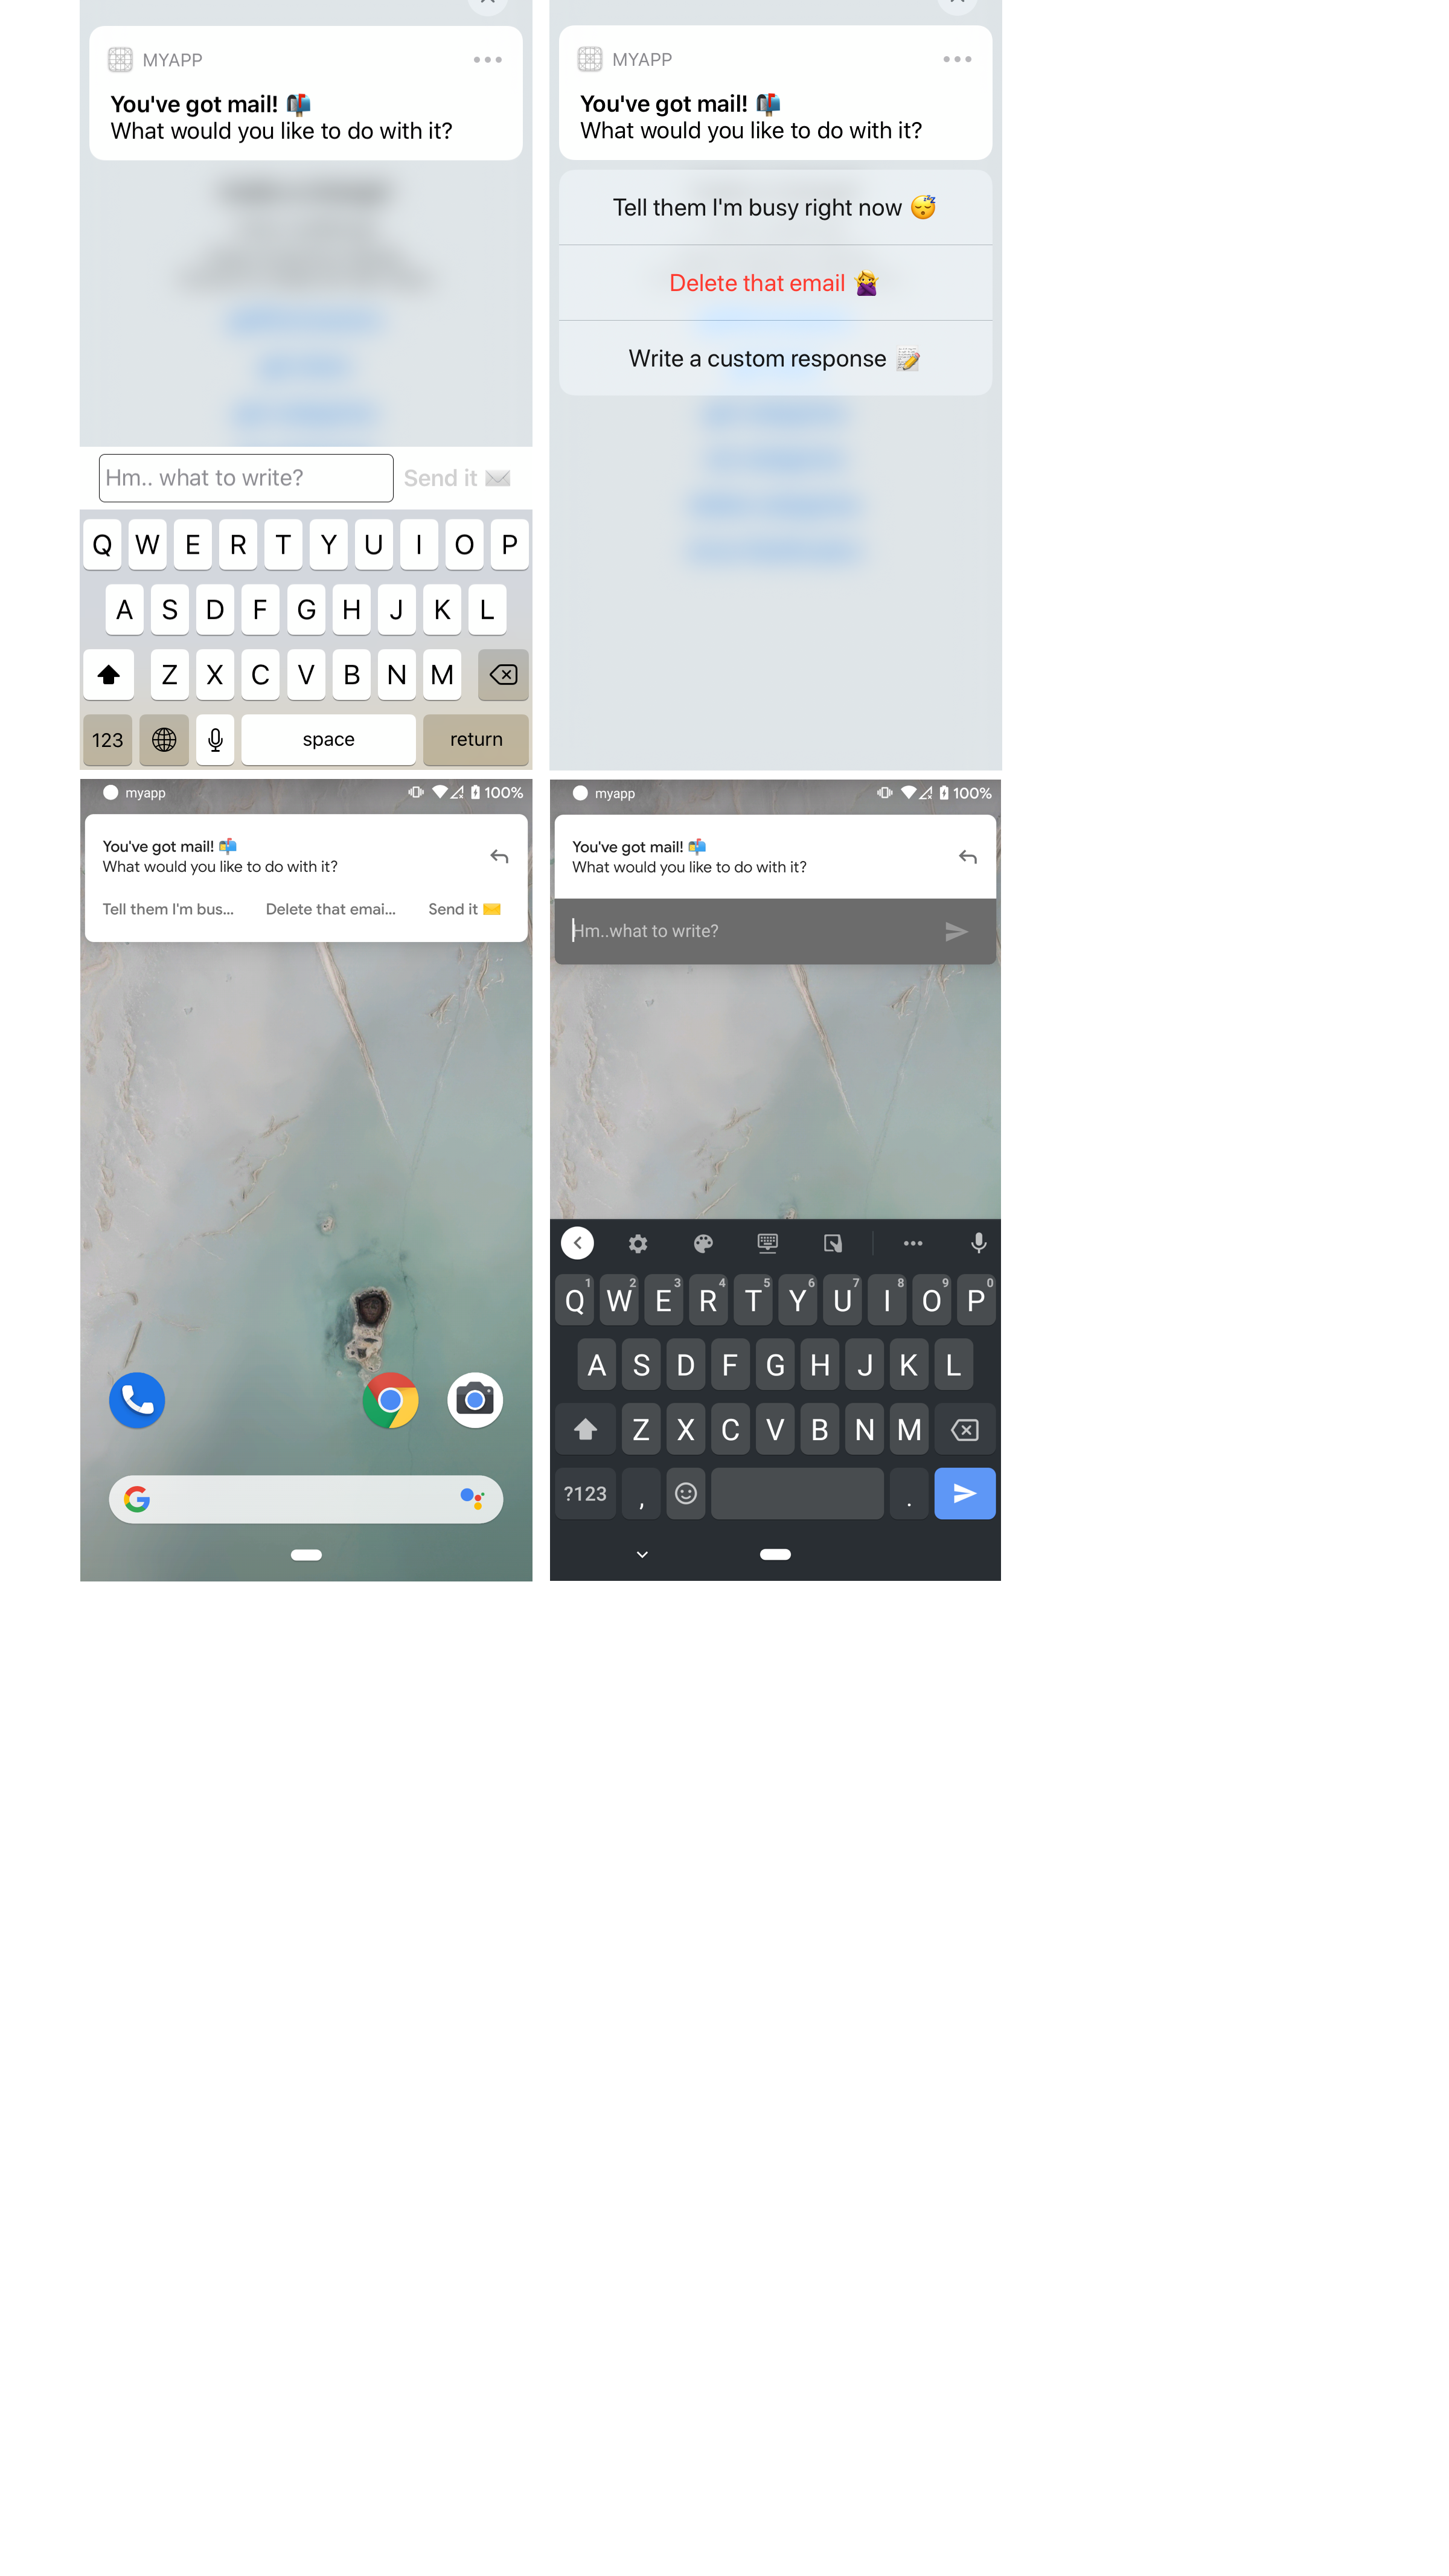 MYAPP
You've got mail! 📬
What would you like to do with it?
Hm.. what to write?
Send it ✉️
Q W E R T Y U I O P
A S D F G H J K L
Z X C V B N M
123
space
return
MYAPP
You've got mail! 📬
What would you like to do with it?
Tell them I'm busy right now 😴
Delete that email 🙅‍♀️
Write a custom response 📝
myapp
100%
You've got mail! 📬
What would you like to do with it?
Tell them I'm bus...
Delete that emai...
Send it ✉️
G
myapp
100%
You've got mail! 📬
What would you like to do with it?
Hm..what to write?
1 2 3 4 5 6 7 8 9 0
Q W E R T Y U I O P
A S D F G H J K L
Z X C V B N M
?123 , .